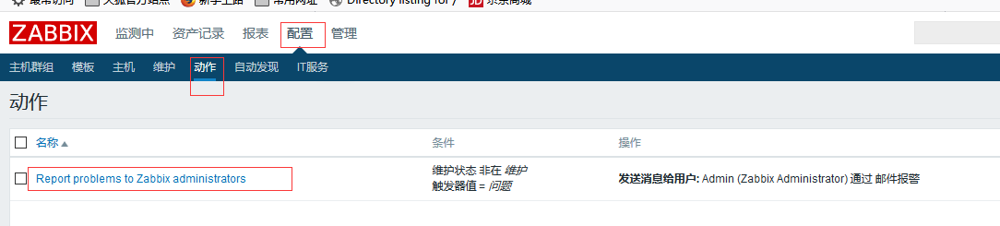 最常访问 火狐官方站点 新手上路 常用网址 Directory listing for / JD 京东商城
ZABBIX 监测中 资产记录 报表 配置 管理
主机群组 模板 主机 维护 动作 自动发现 IT服务
动作
名称 条件 操作
Report problems to Zabbix administrators 维护状态 非在 维护 发送消息给用户: Admin (Zabbix Administrator) 通过 邮件报警
触发器值 = 问题